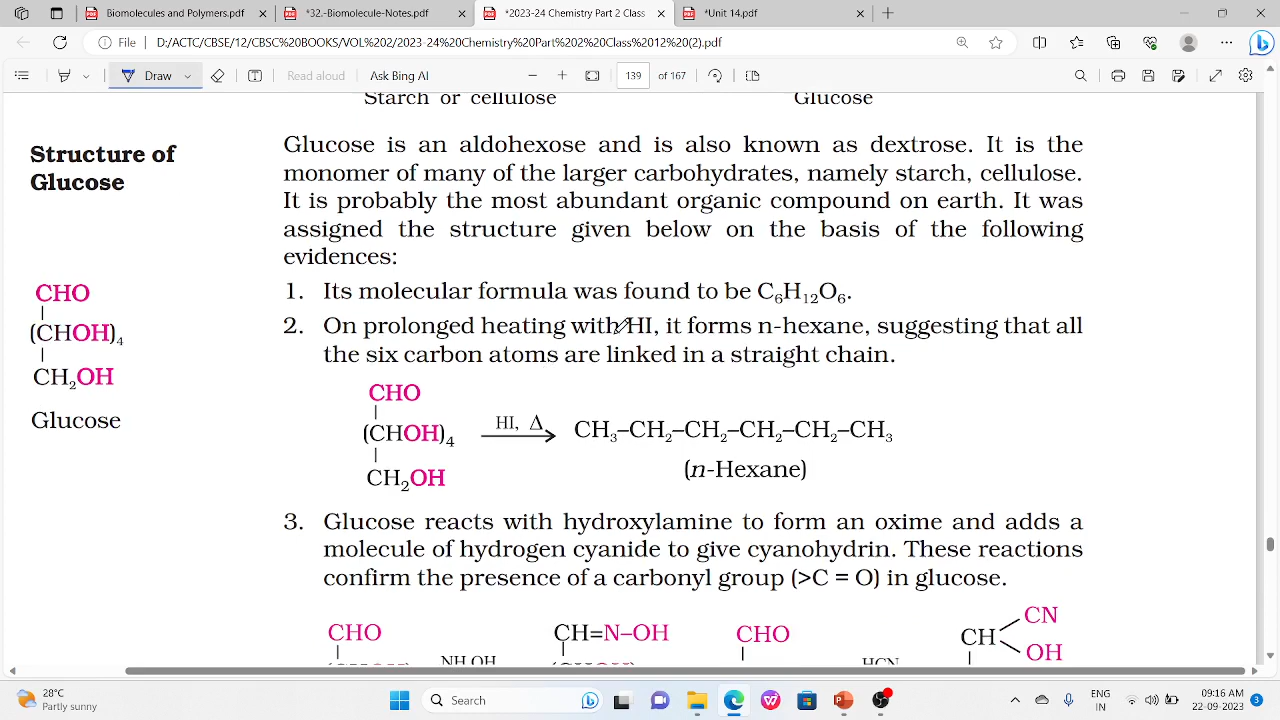 Biomolecules and Polymers.pdf
*32.-Biomolecule-Notes.pdf
*2023-24 Chemistry Part 2 Class
*Unit 14.pdf
File D:/ACTC/CBSE/12/CBSC%20BOOKS/VOL%202/2023-24%20Chemistry%20Part%202%20Class%2012%20(2).pdf
Draw
Read aloud
Ask Bing AI
139 of 167
Starch or cellulose Glucose
Structure of
Glucose
CHO
(CHOH)4
CH2OH
Glucose
Glucose is an aldohexose and is also known as dextrose. It is the
monomer of many of the larger carbohydrates, namely starch, cellulose.
It is probably the most abundant organic compound on earth. It was
assigned the structure given below on the basis of the following
evidences:
1. Its molecular formula was found to be C6H12O6.
2. On prolonged heating with HI, it forms n-hexane, suggesting that all
the six carbon atoms are linked in a straight chain.
CHO
(CHOH)4 HI, Δ CH3–CH2–CH2–CH2–CH2–CH3
CH2OH (n-Hexane)
3. Glucose reacts with hydroxylamine to form an oxime and adds a
molecule of hydrogen cyanide to give cyanohydrin. These reactions
confirm the presence of a carbonyl group (>C = O) in glucose.
CHO CH=N–OH CHO CH CN
OH
28°C
Partly sunny
Search
ENG
IN
09:16 AM
22-09-2023
3